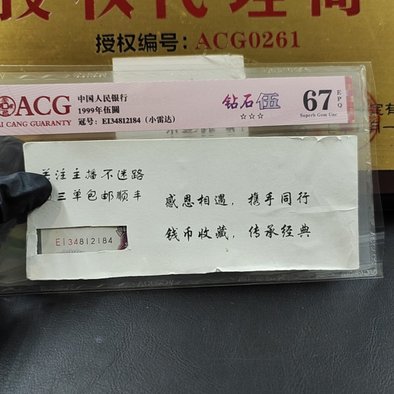 授权代理商
授权编号：ACG0261
ACG
AI CANG GUARANTY
中国人民银行
1999年伍圆
冠号：EI34812184（小雷达）
钻石伍
☆☆☆
67
EPQ
Superb Gem Unc
关注主播不迷路
三单包邮顺丰
感恩相遇，携手同行
钱币收藏，传承经典
EI34812184